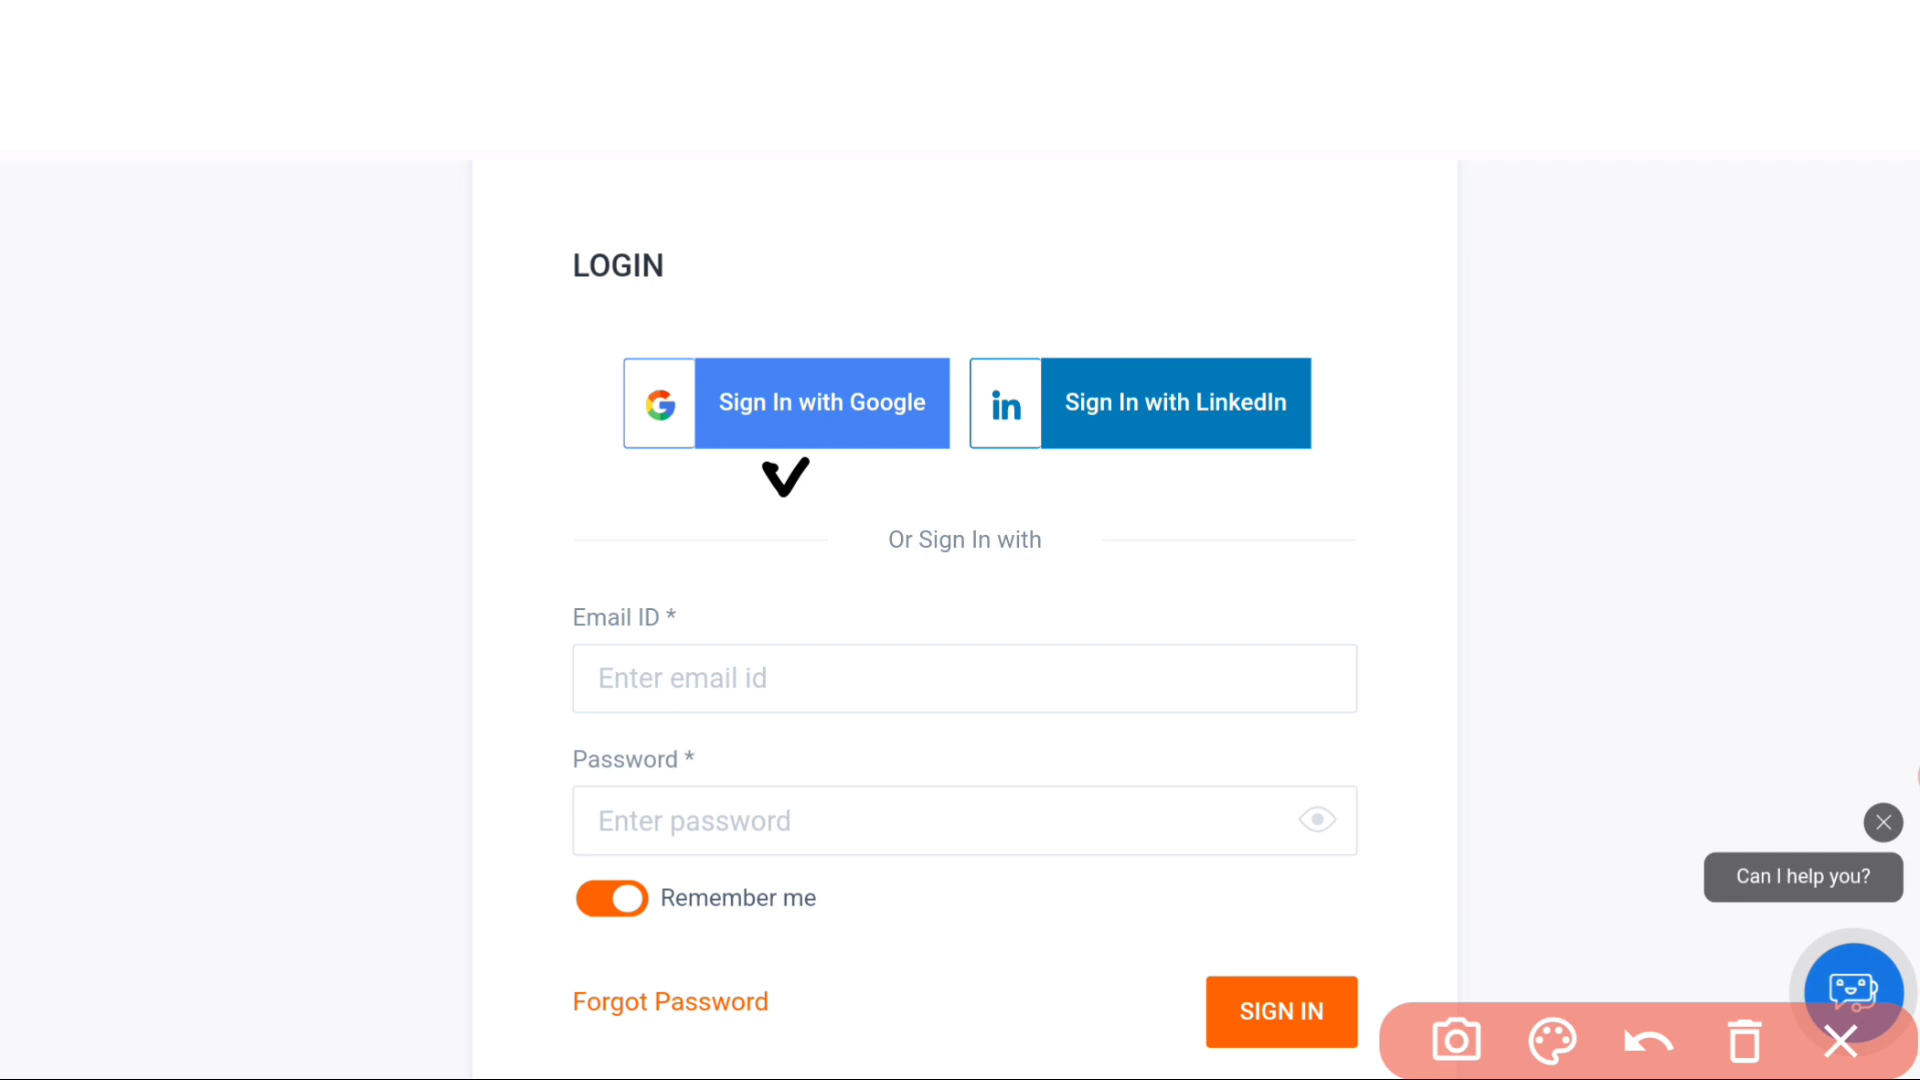 LOGIN
Sign In with Google
in Sign In with LinkedIn
Or Sign In with
Email ID *
Enter email id
Password *
Enter password
Remember me
Forgot Password
SIGN IN
Can I help you?